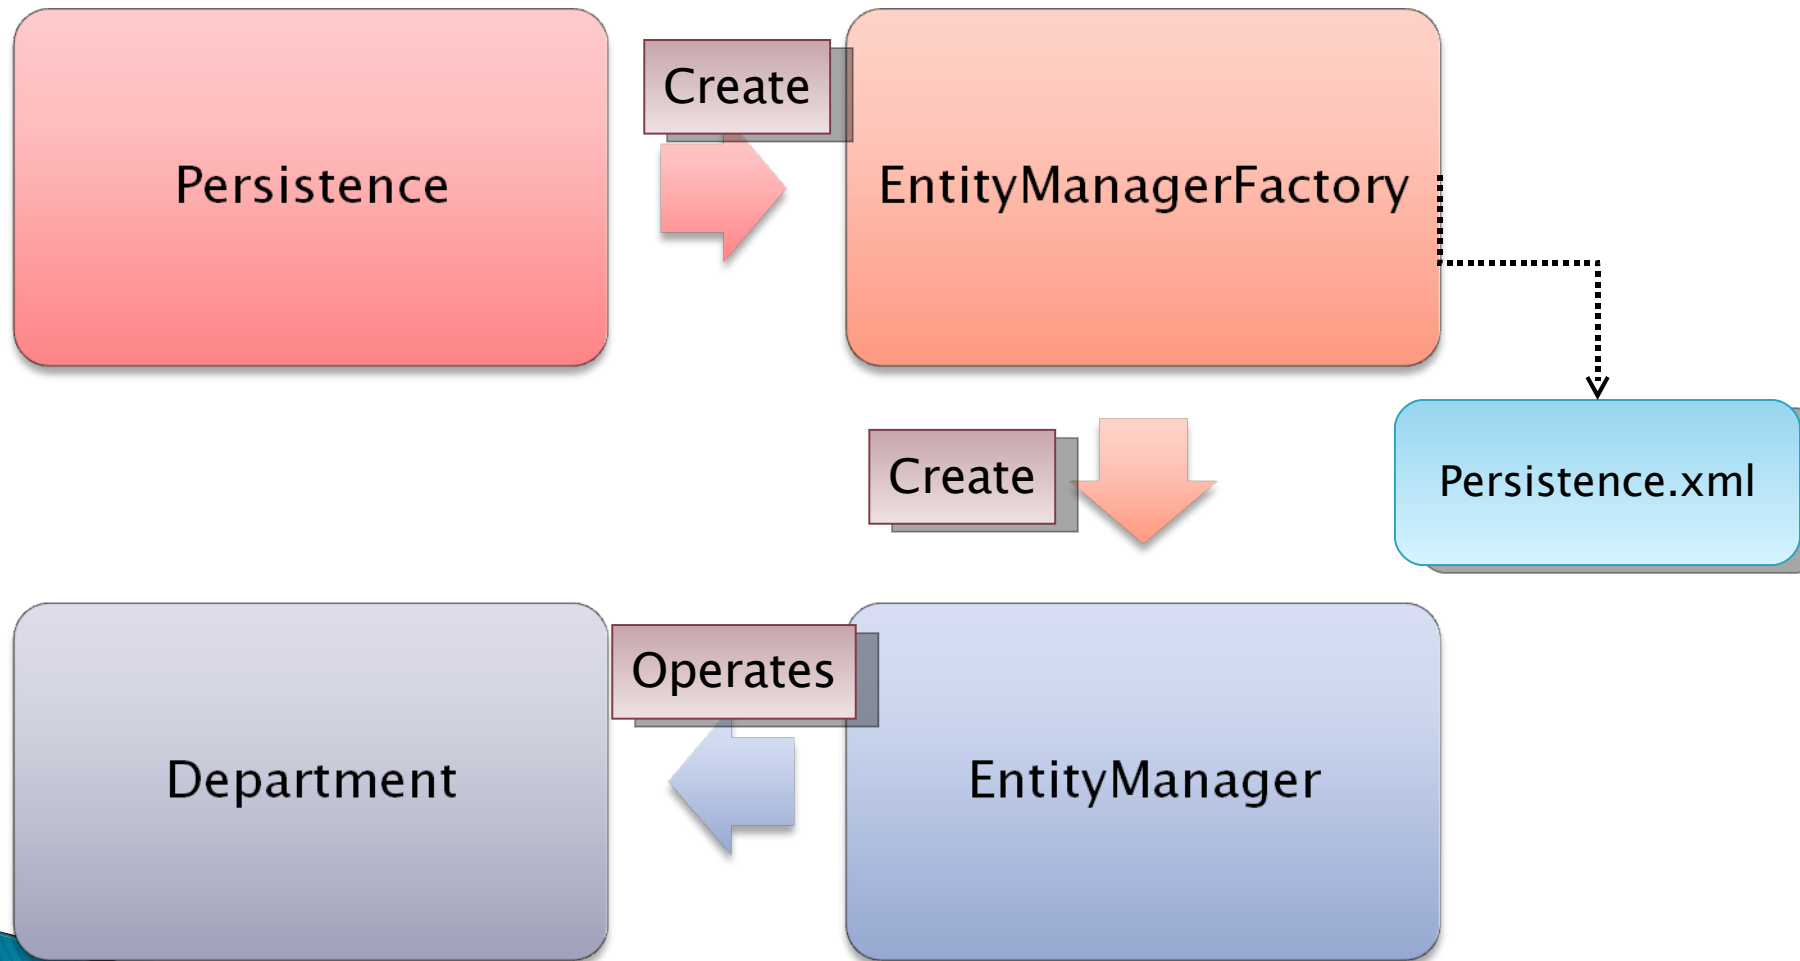 Persistence
Create
EntityManagerFactory
Create
Persistence.xml
Department
Operates
EntityManager